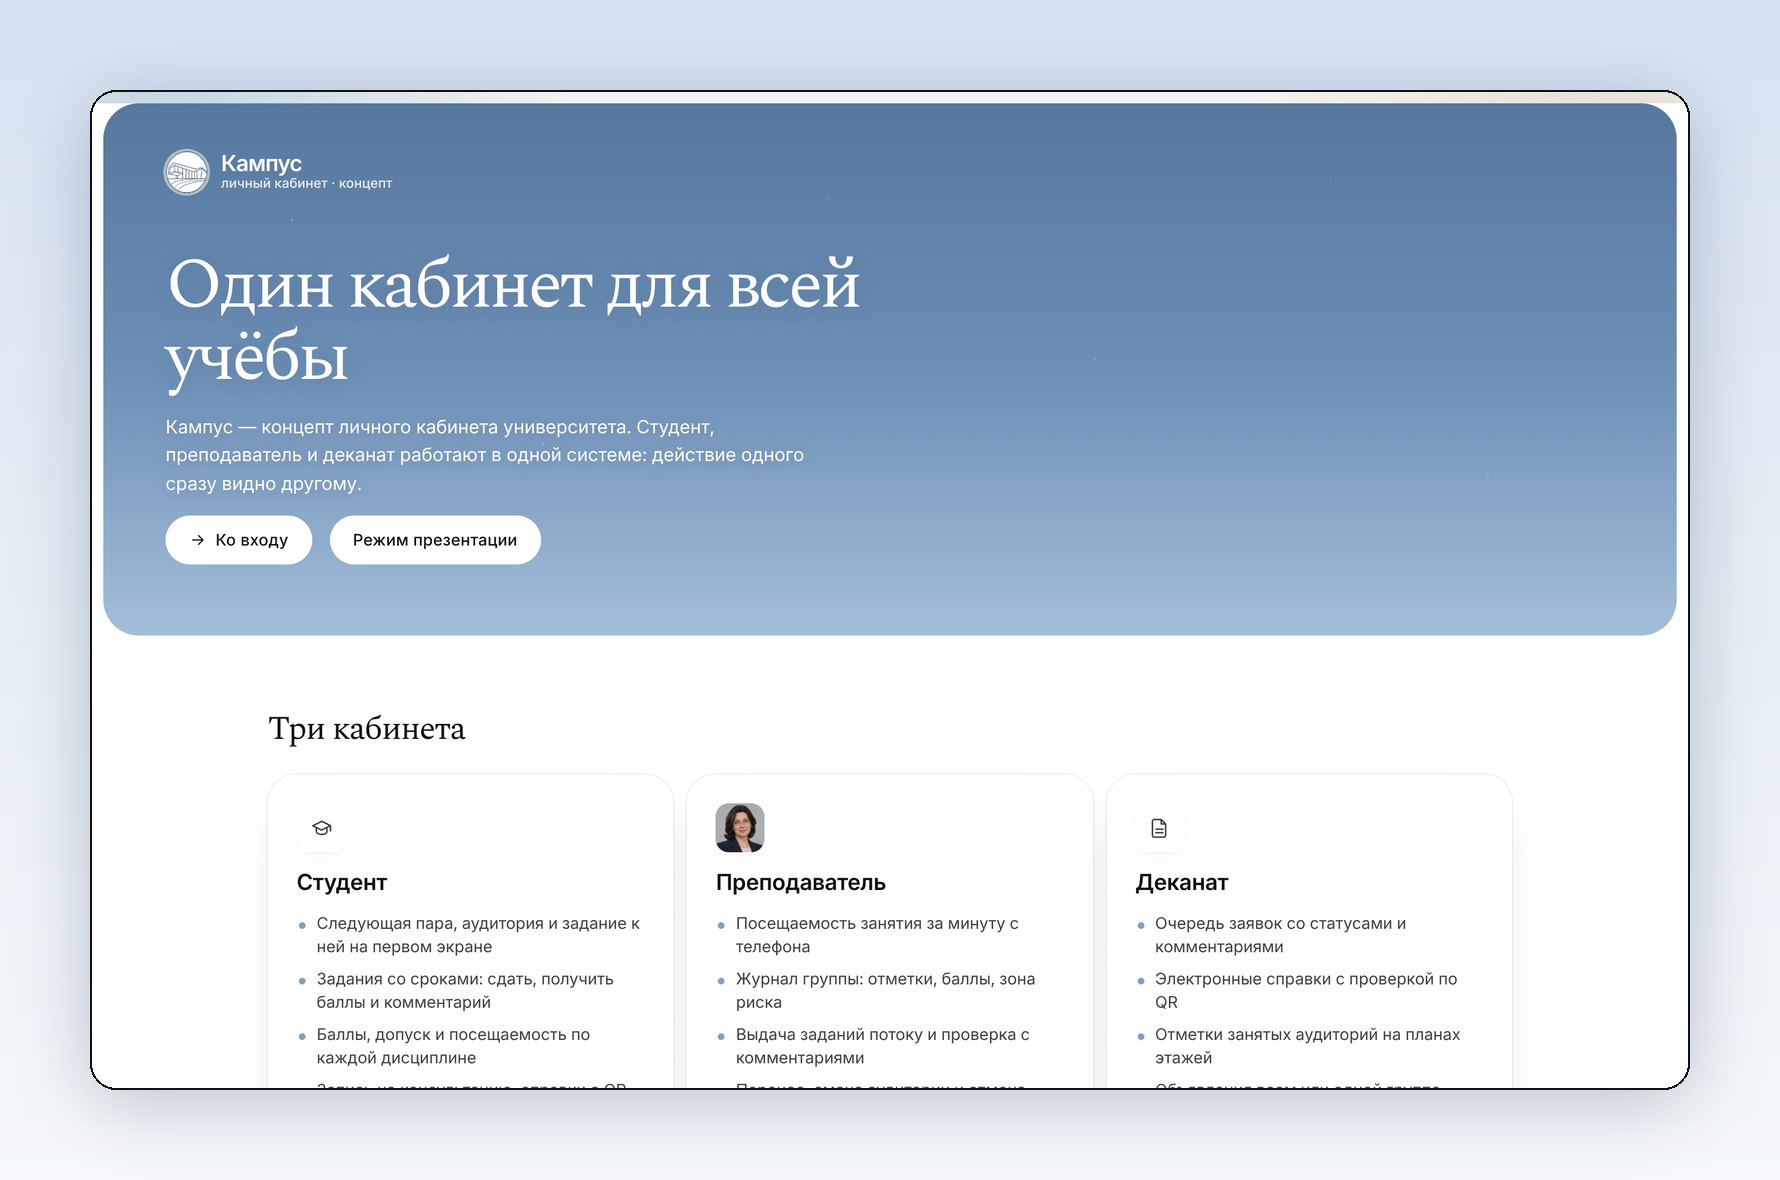 Кампус
личный кабинет · концепт
Один кабинет для всей
учёбы
Кампус — концепт личного кабинета университета. Студент,
преподаватель и деканат работают в одной системе: действие одного
сразу видно другому.
→ Ко входу
Режим презентации
Три кабинета
Студент
Следующая пара, аудитория и задание к
ней на первом экране
Задания со сроками: сдать, получить
баллы и комментарий
Баллы, допуск и посещаемость по
каждой дисциплине
Преподаватель
Посещаемость занятия за минуту с
телефона
Журнал группы: отметки, баллы, зона
риска
Выдача заданий потоку и проверка с
комментариями
Деканат
Очередь заявок со статусами и
комментариями
Электронные справки с проверкой по
QR
Отметки занятых аудиторий на планах
этажей